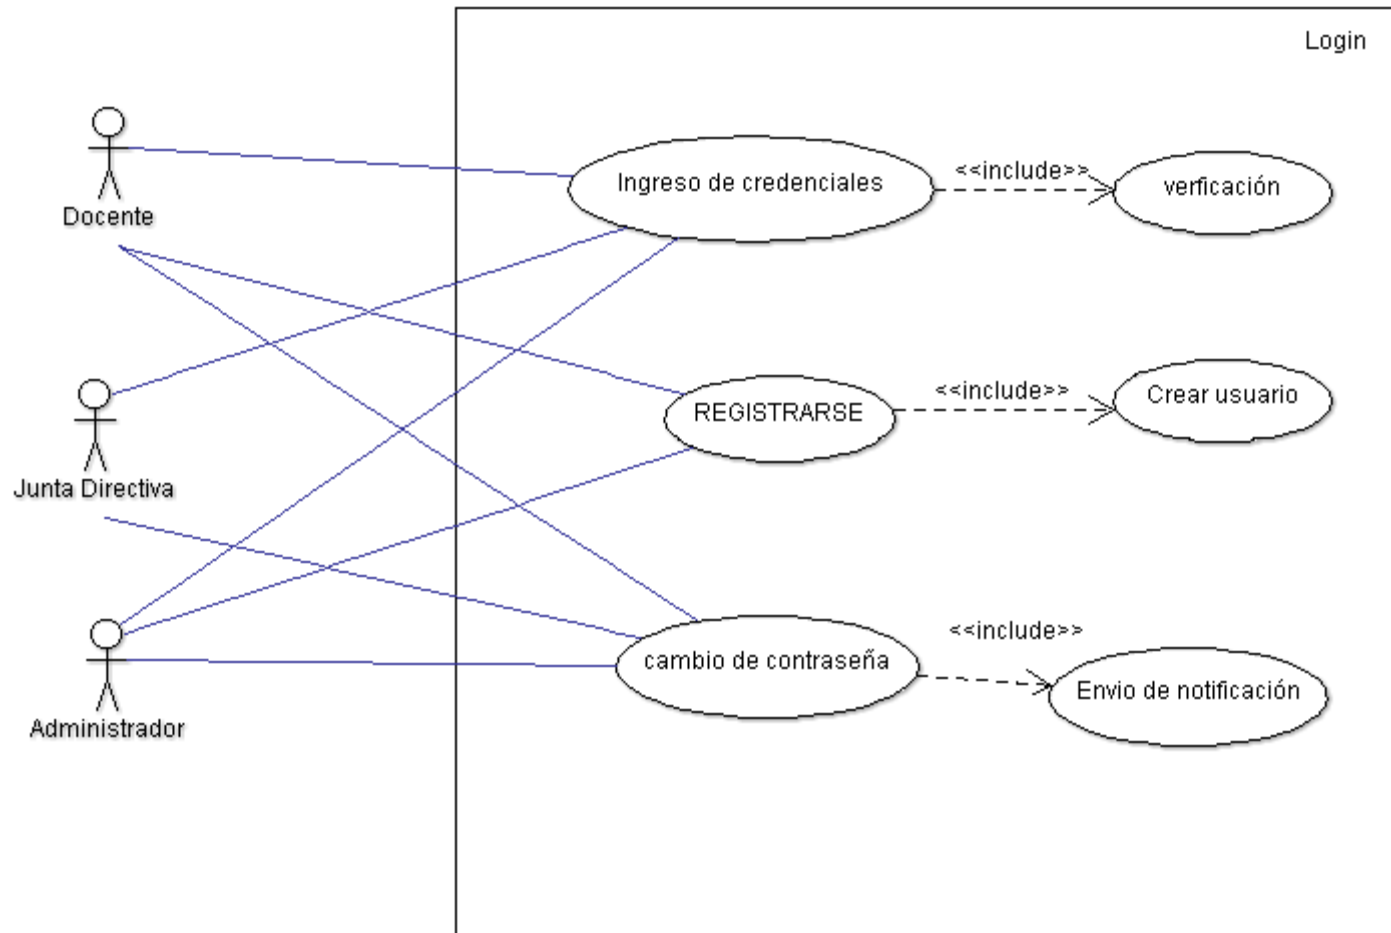 Login
Docente
Ingreso de credenciales
<<include>>
verficación
Junta Directiva
REGISTRARSE
<<include>>
Crear usuario
Administrador
cambio de contraseña
<<include>>
Envio de notificación